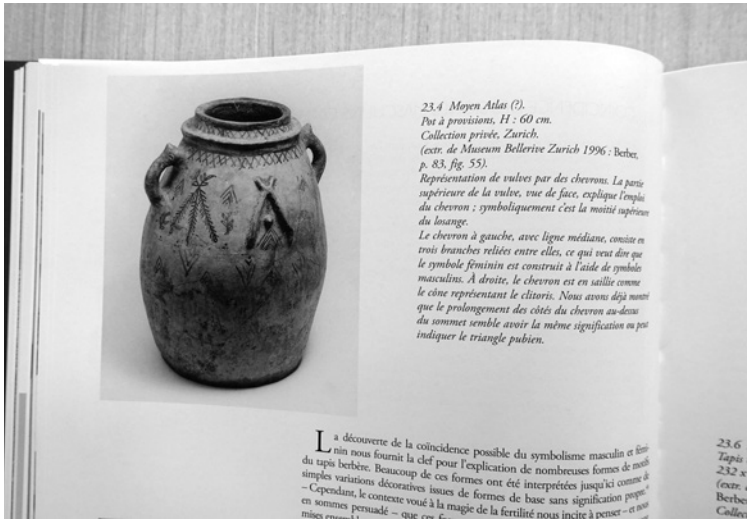 23.4 Moyen Atlas (?).
Pot à provisions, H : 60 cm.
Collection privée, Zurich.
(extr. de Museum Bellerive Zurich 1996 : Berber,
p. 83, fig. 55).
Représentation de vulves par des chevrons. La partie
supérieure de la vulve, vue de face, explique l'emploi
du chevron ; symboliquement c'est la moitié supérieure
du losange.
Le chevron à gauche, avec ligne médiane, consiste en
trois branches reliées entre elles, ce qui veut dire que
le symbole féminin est construit à l'aide de symboles
masculins. À droite, le chevron est en saillie comme
le cône représentant le clitoris. Nous avons déjà montré
que le prolongement des côtés du chevron au-dessus
du sommet semble avoir la même signification ou peut
indiquer le triangle pubien.
La découverte de la coïncidence possible du symbolisme masculin et fémi-
nin nous fournit la clef pour l'explication de nombreuses formes de motifs
du tapis berbère. Beaucoup de ces formes ont été interprétées jusqu'ici comme de
simples variations décoratives issues de formes de base sans signification propre.
– Cependant, le contexte voué à la magie de la fertilité nous incite à penser – et nous
en sommes persuadé – que ces
mises
23.6
Tapis
232 x
(extr.
Berber
Collec